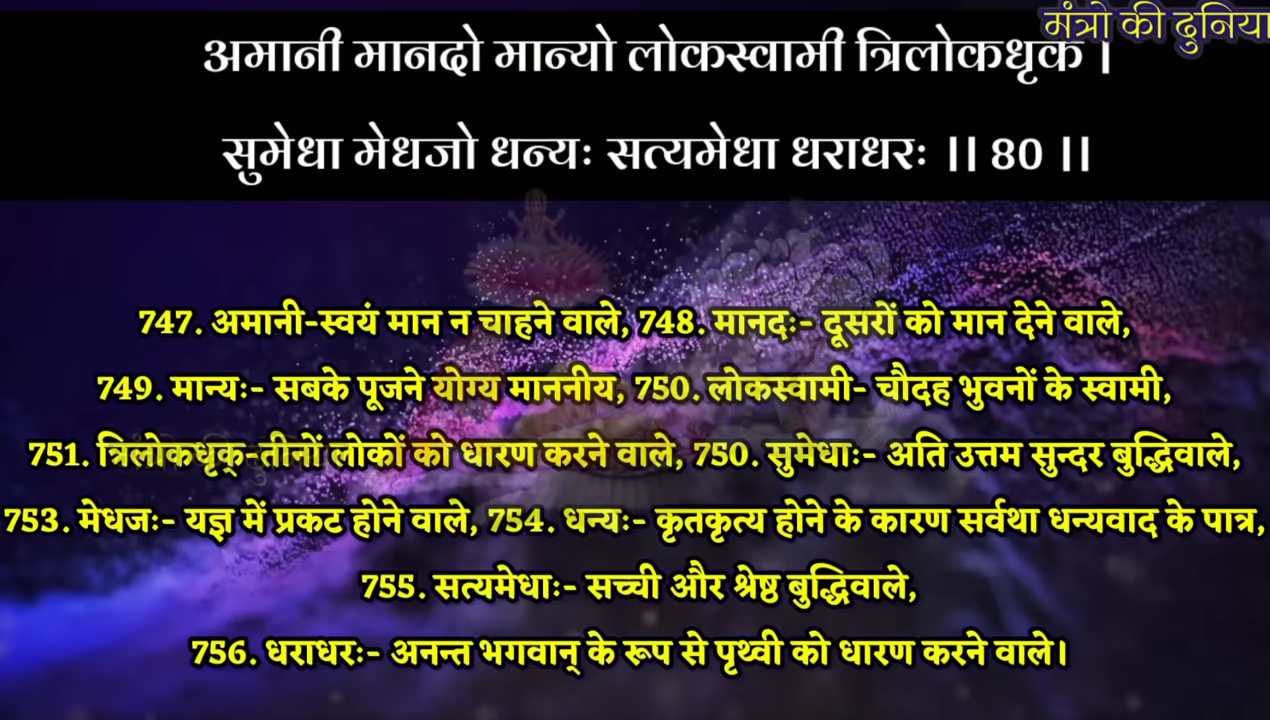 मंत्रो की दुनिया
अमानी मानदो मान्यो लोकस्वामी त्रिलोकधृक ।
सुमेधा मेधजो धन्यः सत्यमेधा धराधरः ।। 80 ।।
747. अमानी-स्वयं मान न चाहने वाले, 748. मानदः- दूसरों को मान देने वाले,
749. मान्यः- सबके पूजने योग्य माननीय, 750. लोकस्वामी- चौदह भुवनों के स्वामी,
751. त्रिलोकधृक्-तीनों लोकों को धारण करने वाले, 750. सुमेधाः- अति उत्तम सुन्दर बुद्धिवाले,
753. मेधजः- यज्ञ में प्रकट होने वाले, 754. धन्यः- कृतकृत्य होने के कारण सर्वथा धन्यवाद के पात्र,
755. सत्यमेधाः- सच्ची और श्रेष्ठ बुद्धिवाले,
756. धराधरः- अनन्त भगवान् के रूप से पृथ्वी को धारण करने वाले।